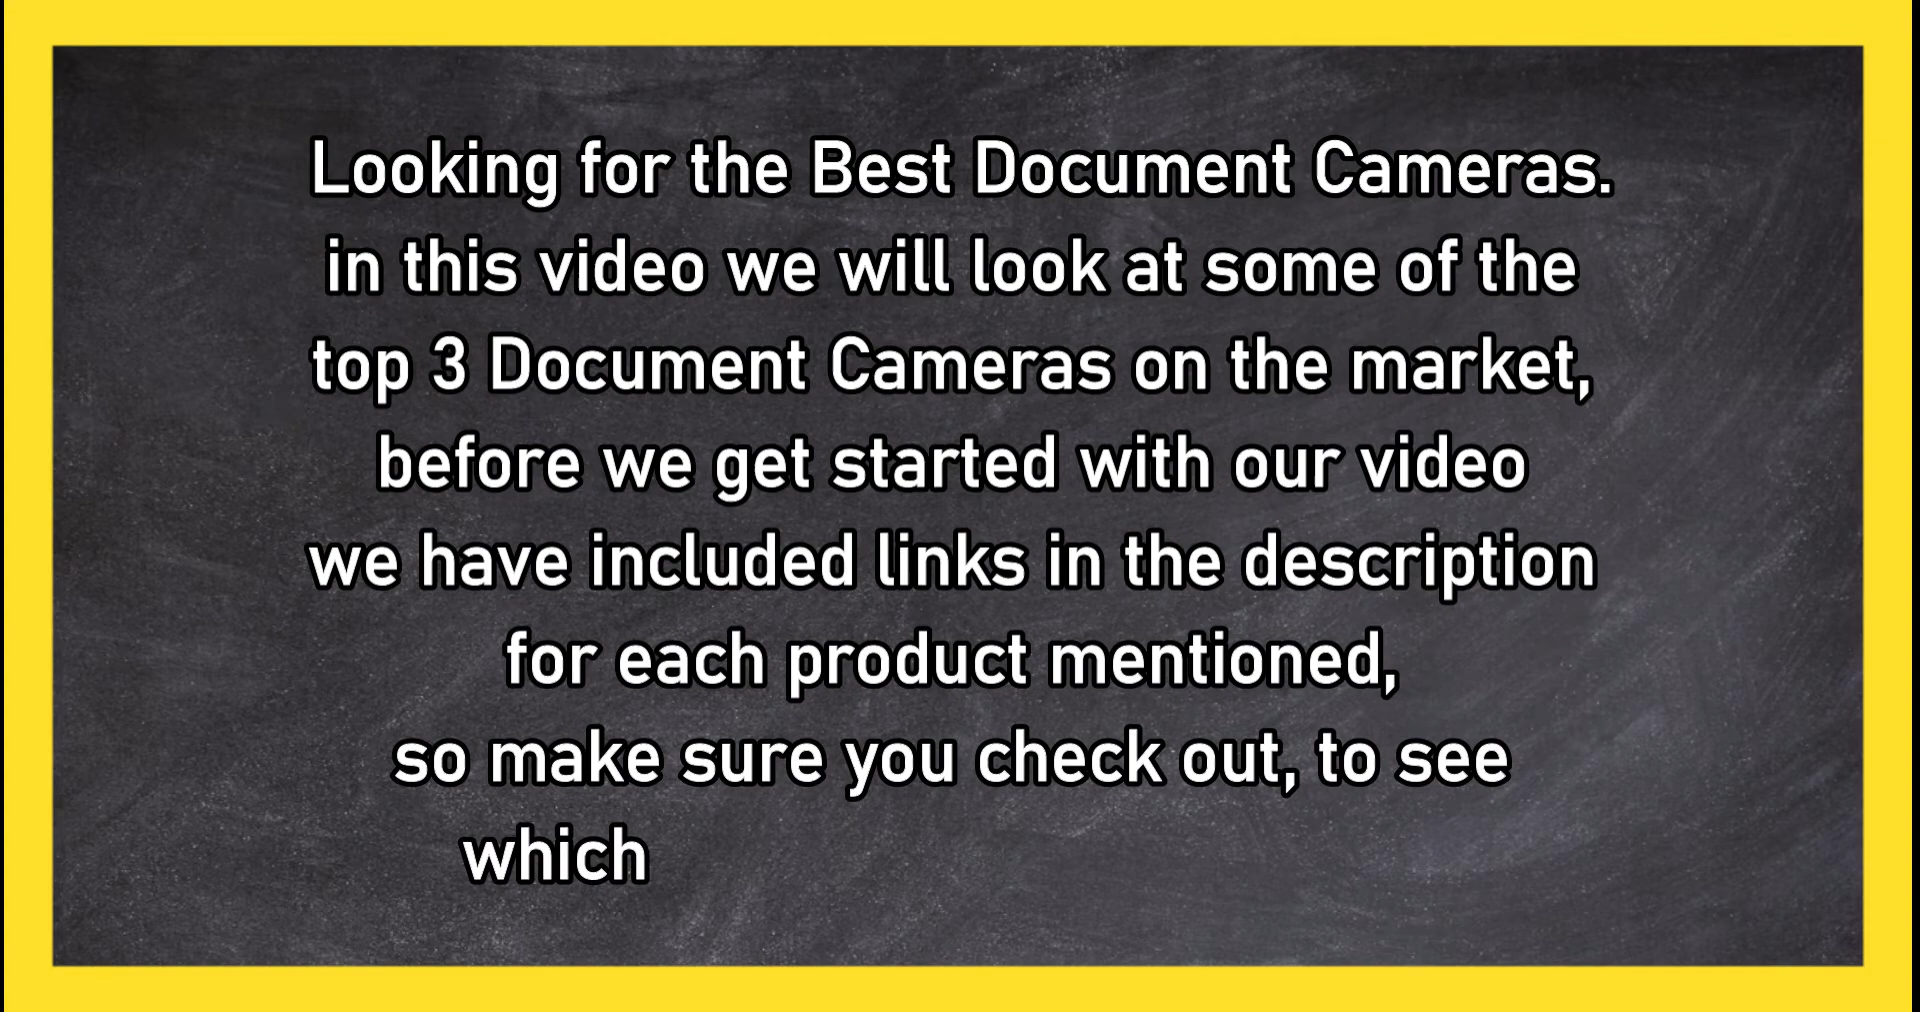 Looking for the Best Document Cameras.
in this video we will look at some of the
top 3 Document Cameras on the market,
before we get started with our video
we have included links in the description
for each product mentioned,
so make sure you check out, to see
which